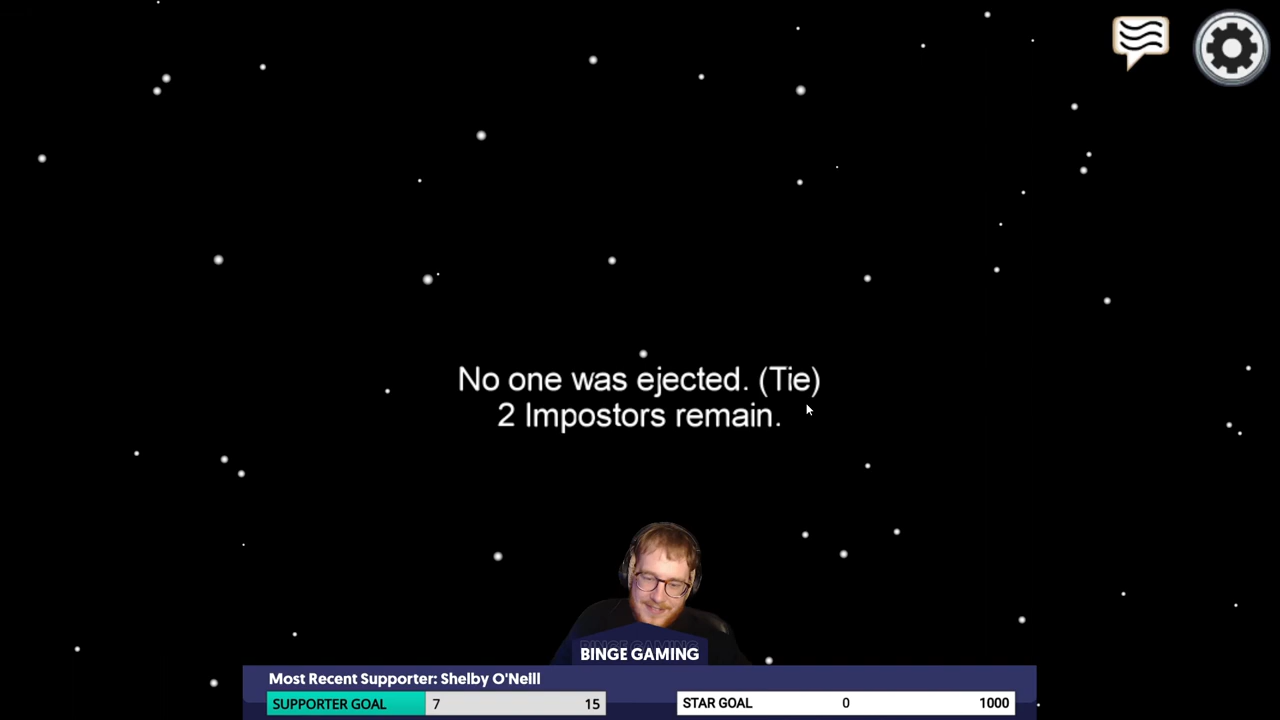 No one was ejected. (Tie)
2 Impostors remain.
BINGE GAMING
Most Recent Supporter: Shelby O'Neill
SUPPORTER GOAL 7 15
STAR GOAL 0 1000